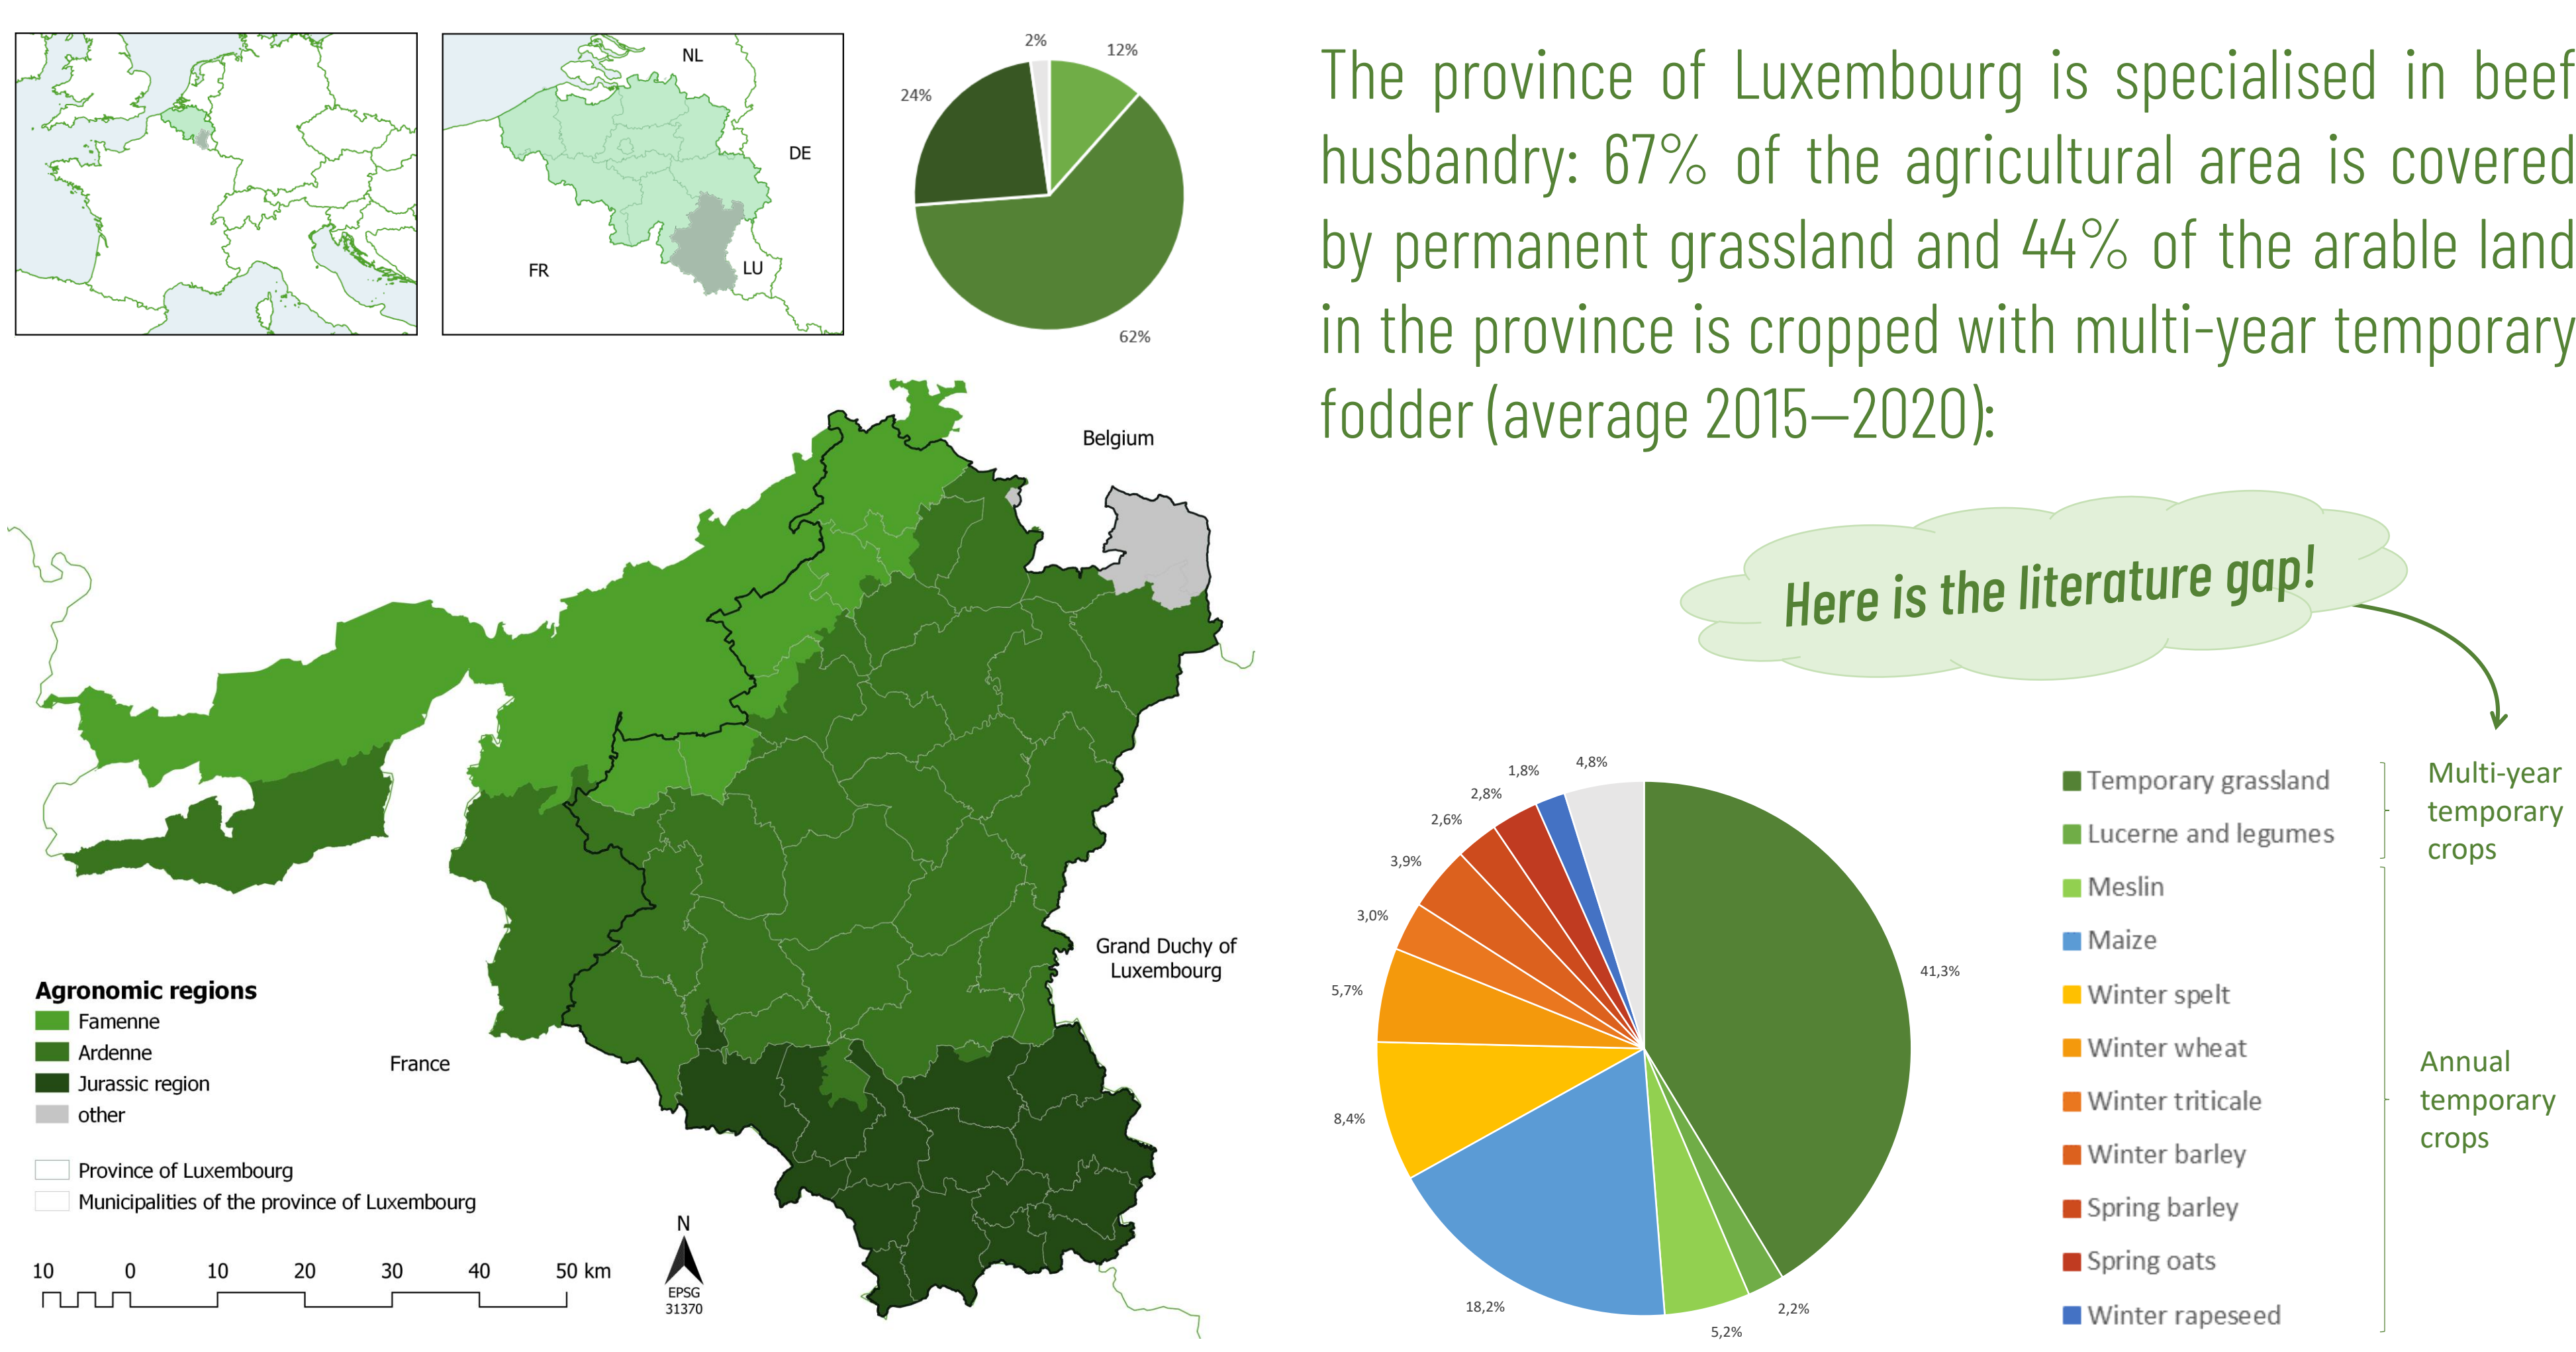 NL
DE
FR
LU
2%
12%
24%
62%
The province of Luxembourg is specialised in beef
husbandry: 67% of the agricultural area is covered
by permanent grassland and 44% of the arable land
in the province is cropped with multi-year temporary
fodder (average 2015—2020):
Belgium
Grand Duchy of
Luxembourg
France
Agronomic regions
Famenne
Ardenne
Jurassic region
other
Province of Luxembourg
Municipalities of the province of Luxembourg
10 0 10 20 30 40 50 km
N
EPSG
31370
Here is the literature gap!
4,8%
1,8%
2,8%
2,6%
3,9%
3,0%
5,7%
8,4%
18,2%
5,2%
2,2%
41,3%
Temporary grassland
Lucerne and legumes
Meslin
Maize
Winter spelt
Winter wheat
Winter triticale
Winter barley
Spring barley
Spring oats
Winter rapeseed
Multi-year
temporary
crops
Annual
temporary
crops